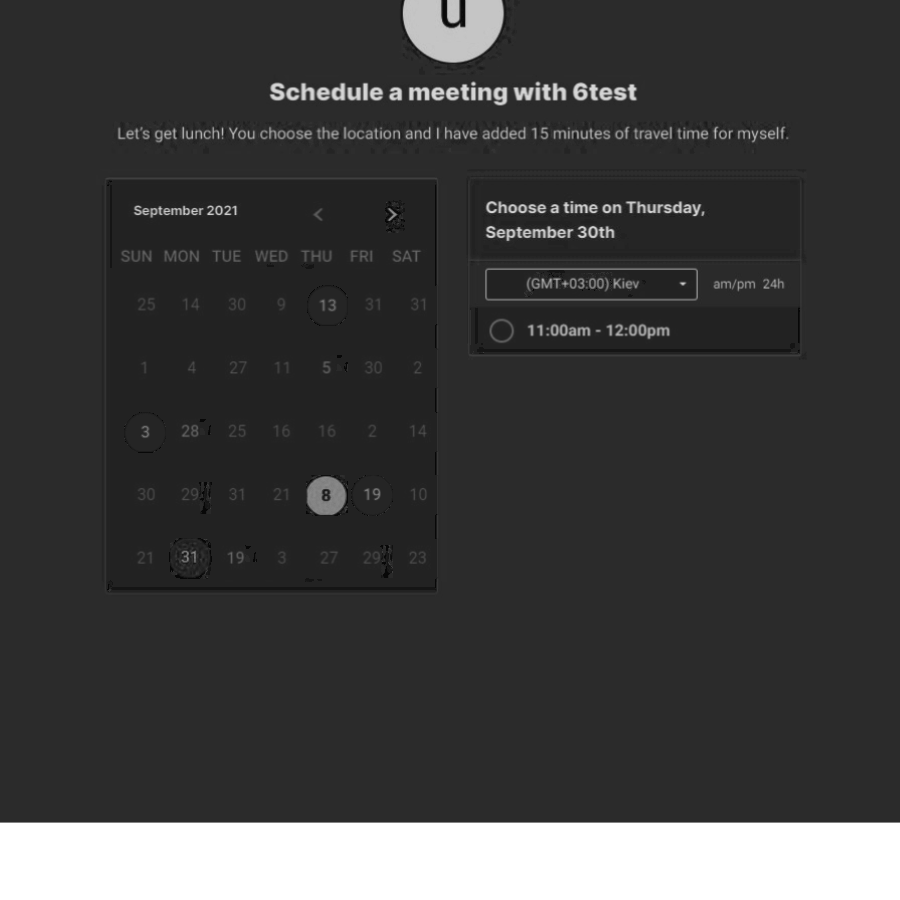 u
Schedule a meeting with 6test
Let's get lunch! You choose the location and I have added 15 minutes of travel time for myself.
September 2021 < >
SUN MON TUE WED THU FRI SAT
25 14 30 9 13 31 31
1 4 27 11 5 30 2
3 28 25 16 16 2 14
30 29 31 21 8 19 10
21 31 19 3 27 29 23
Choose a time on Thursday,
September 30th
(GMT+03:00) Kiev am/pm 24h
11:00am - 12:00pm